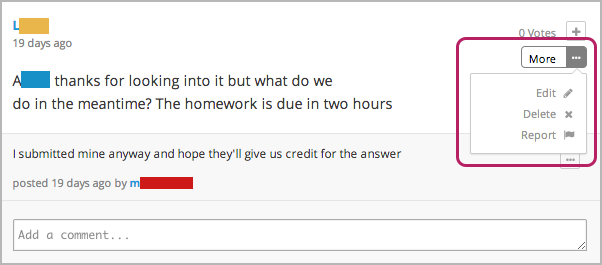 L
0 Votes
19 days ago
More
A thanks for looking into it but what do we
do in the meantime? The homework is due in two hours
Edit
Delete
Report
I submitted mine anyway and hope they'll give us credit for the answer
posted 19 days ago by m
Add a comment...